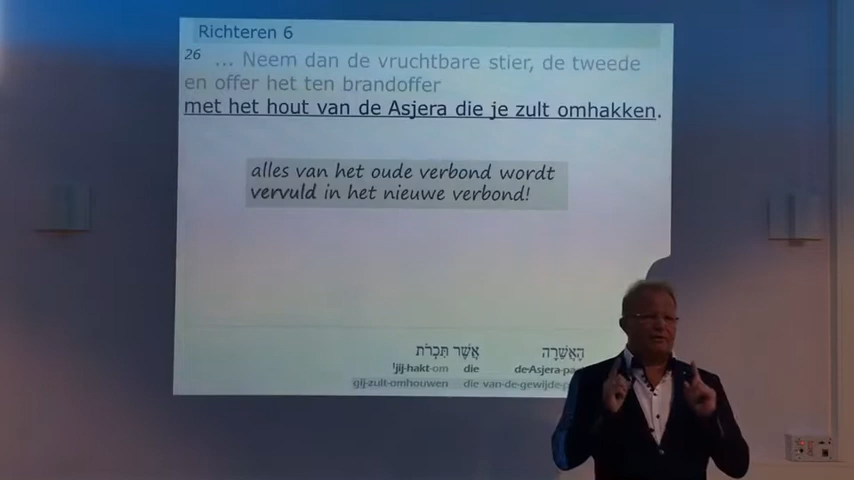 Richteren 6
26 ... Neem dan de vruchtbare stier, de tweede
en offer het ten brandoffer
met het hout van de Asjera die je zult omhakken.
alles van het oude verbond wordt
vervuld in het nieuwe verbond!
הָאֲשֵׁרָה אֲשֶׁר תִּכְרֹת
!jij-hakt-om die de-Asjera-pa
gij-zult-omhouwen die van-de-gewijde-p